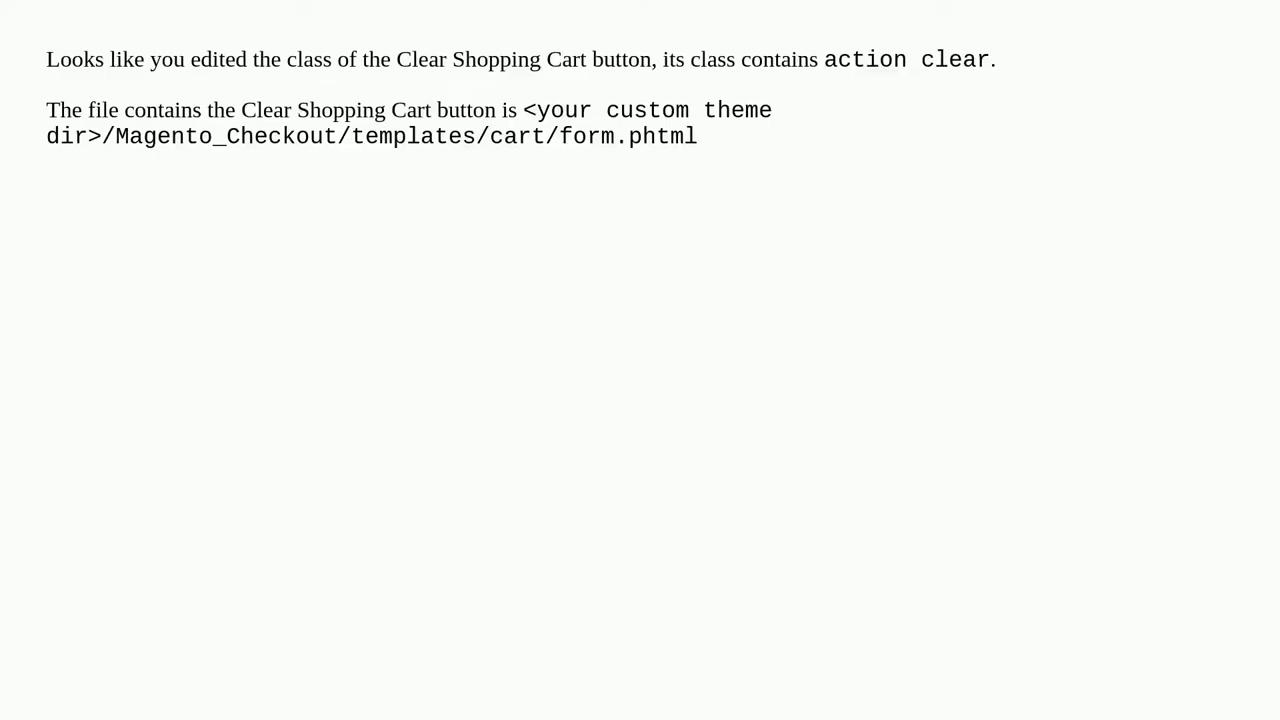 Looks like you edited the class of the Clear Shopping Cart button, its class contains action clear.
The file contains the Clear Shopping Cart button is <your custom theme
dir>/Magento_Checkout/templates/cart/form.phtml